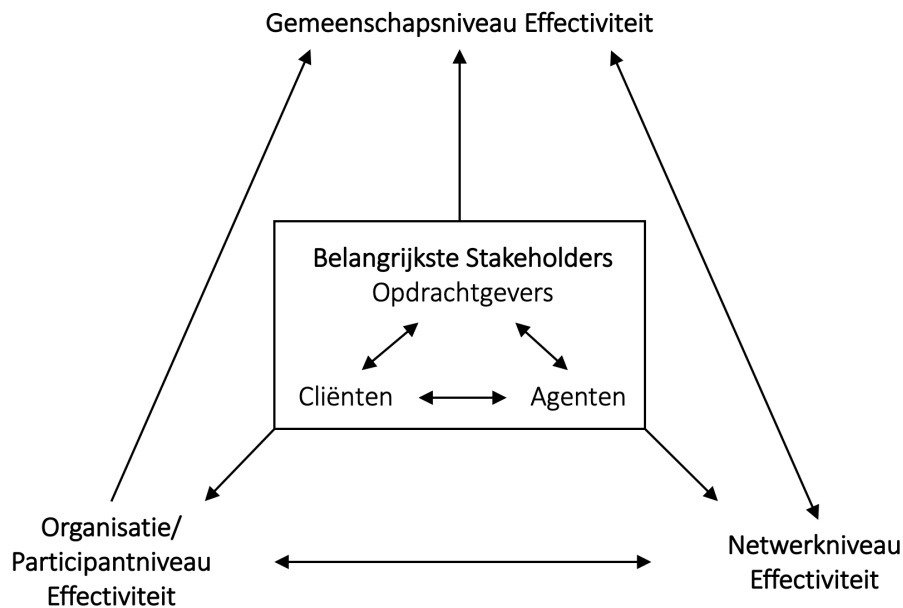 Gemeenschapsniveau Effectiviteit
Belangrijkste Stakeholders
Opdrachtgevers
Cliënten
Agenten
Organisatie/
Participantniveau
Effectiviteit
Netwerkniveau
Effectiviteit